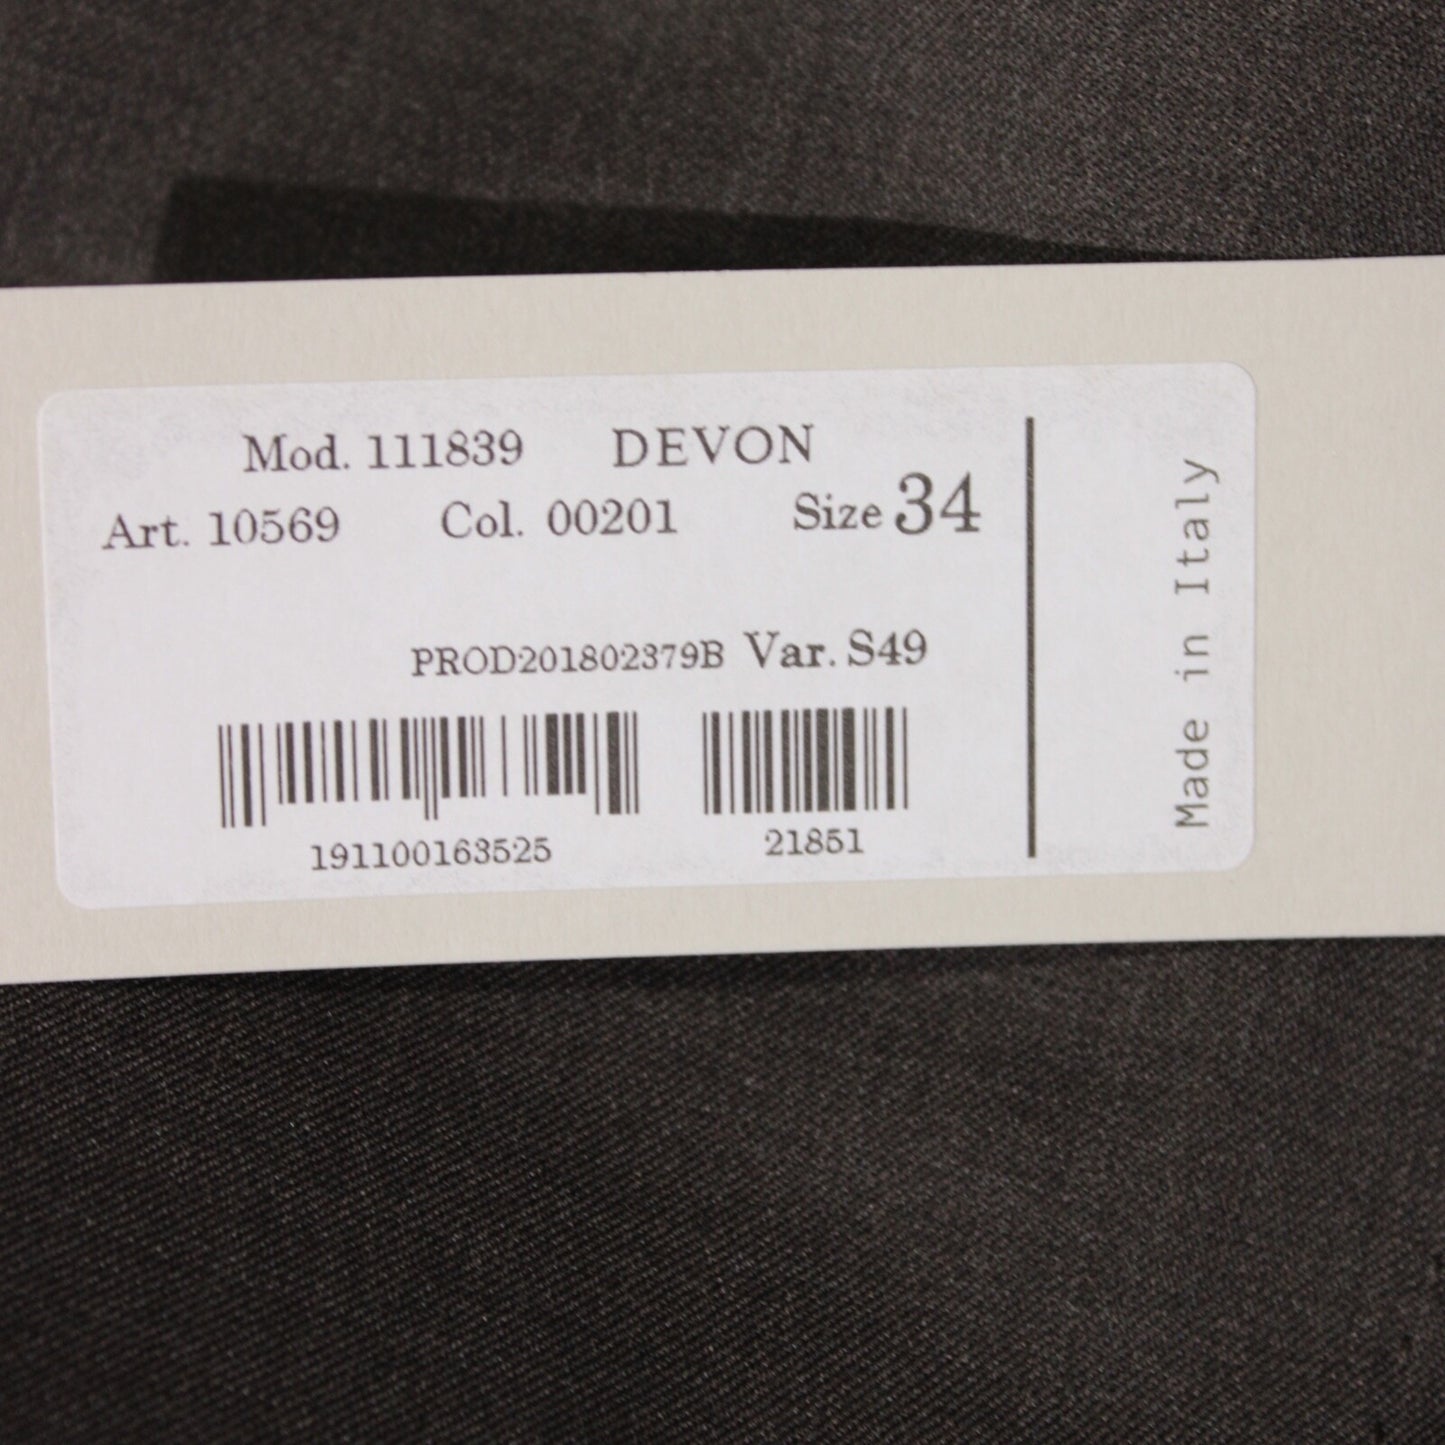 Mod. 111839 DEVON
Art. 10569 Col. 00201 Size 34
PROD201802379B Var. S49
191100163525 21851
Made in Italy